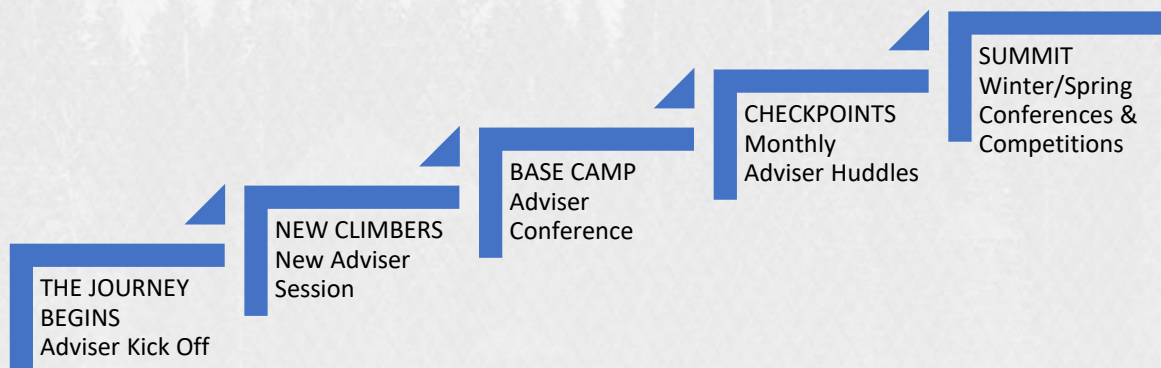 THE JOURNEY
BEGINS
Adviser Kick Off
NEW CLIMBERS
New Adviser
Session
BASE CAMP
Adviser
Conference
CHECKPOINTS
Monthly
Adviser Huddles
SUMMIT
Winter/Spring
Conferences &
Competitions